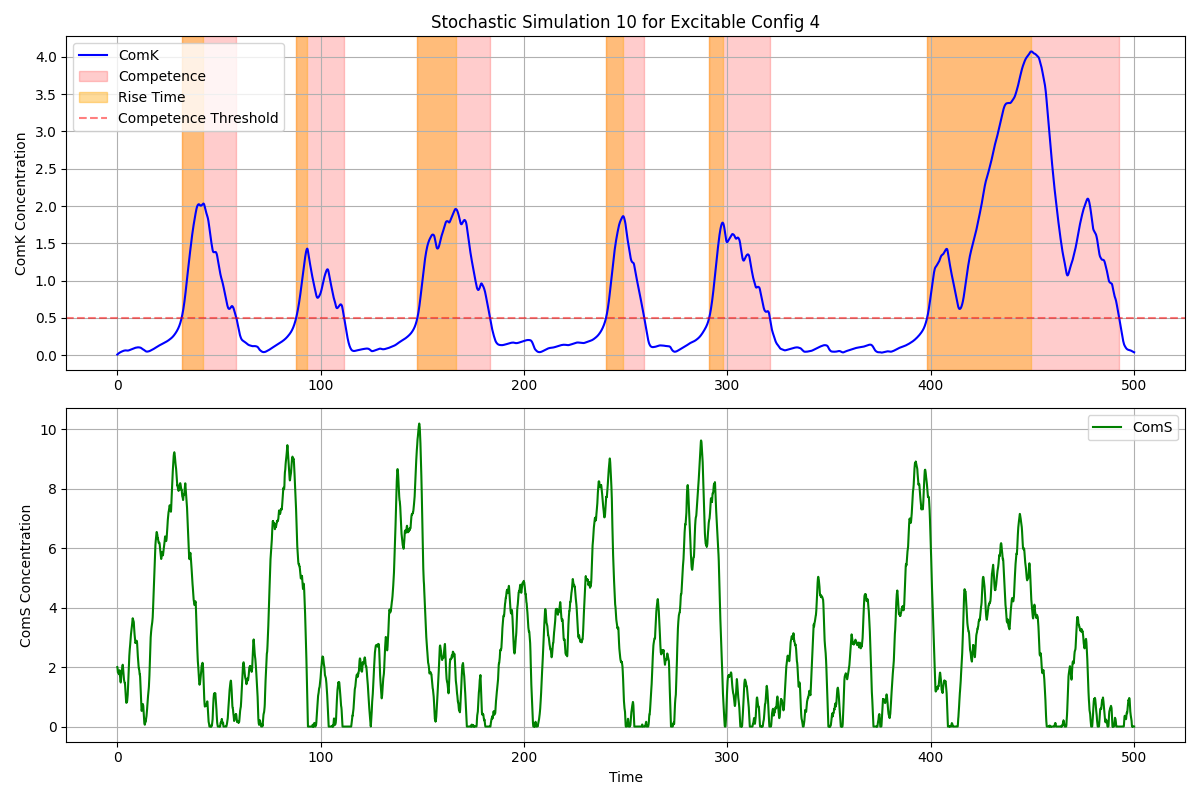 Stochastic Simulation 10 for Excitable Config 4
ComK
Competence
Rise Time
Competence Threshold
ComK Concentration
4.0
3.5
3.0
2.5
2.0
1.5
1.0
0.5
0.0
0 100 200 300 400 500
ComS
ComS Concentration
10
8
6
4
2
0
0 100 200 300 400 500
Time